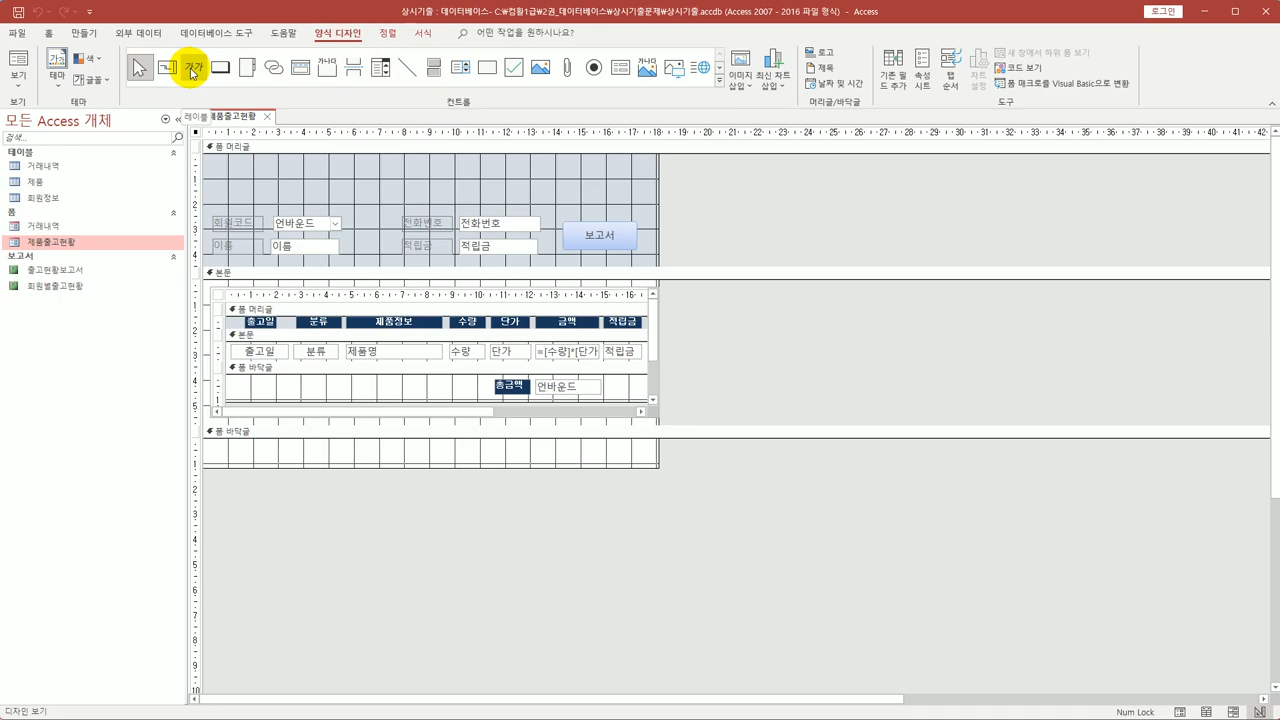 상시기출 : 데이터베이스- C:₩컴활1급₩2권_데이터베이스₩상시기출문제₩상시기출.accdb (Access 2007 - 2016 파일 형식) - Access
로그인
파일 홈 만들기 외부 데이터 데이터베이스 도구 도움말 양식 디자인 정렬 서식 어떤 작업을 원하시나요?
보기
보기
테마
색
글꼴
테마
가가
가나다
가나다
컨트롤
이미지 삽입
최신 차트 삽입
로고
제목
날짜 및 시간
머리글/바닥글
기존 필드 추가
속성 시트
탭 순서
차트 설정
새 창에서 하위 폼 보기
코드 보기
폼 매크로를 Visual Basic으로 변환
도구
모든 Access 개체
검색...
테이블
거래내역
제품
회원정보
폼
거래내역
제품출고현황
보고서
출고현황보고서
회원별출고현황
레이블
제품출고현황
폼 머리글
회원코드 언바운드 전화번호 전화번호
이름 이름 적립금 적립금
보고서
본문
폼 머리글
출고일 분류 제품정보 수량 단가 금액 적립금
본문
출고일 분류 제품명 수량 단가 =[수량]*[단가 적립금
폼 바닥글
총금액 언바운드
폼 바닥글
디자인 보기
Num Lock